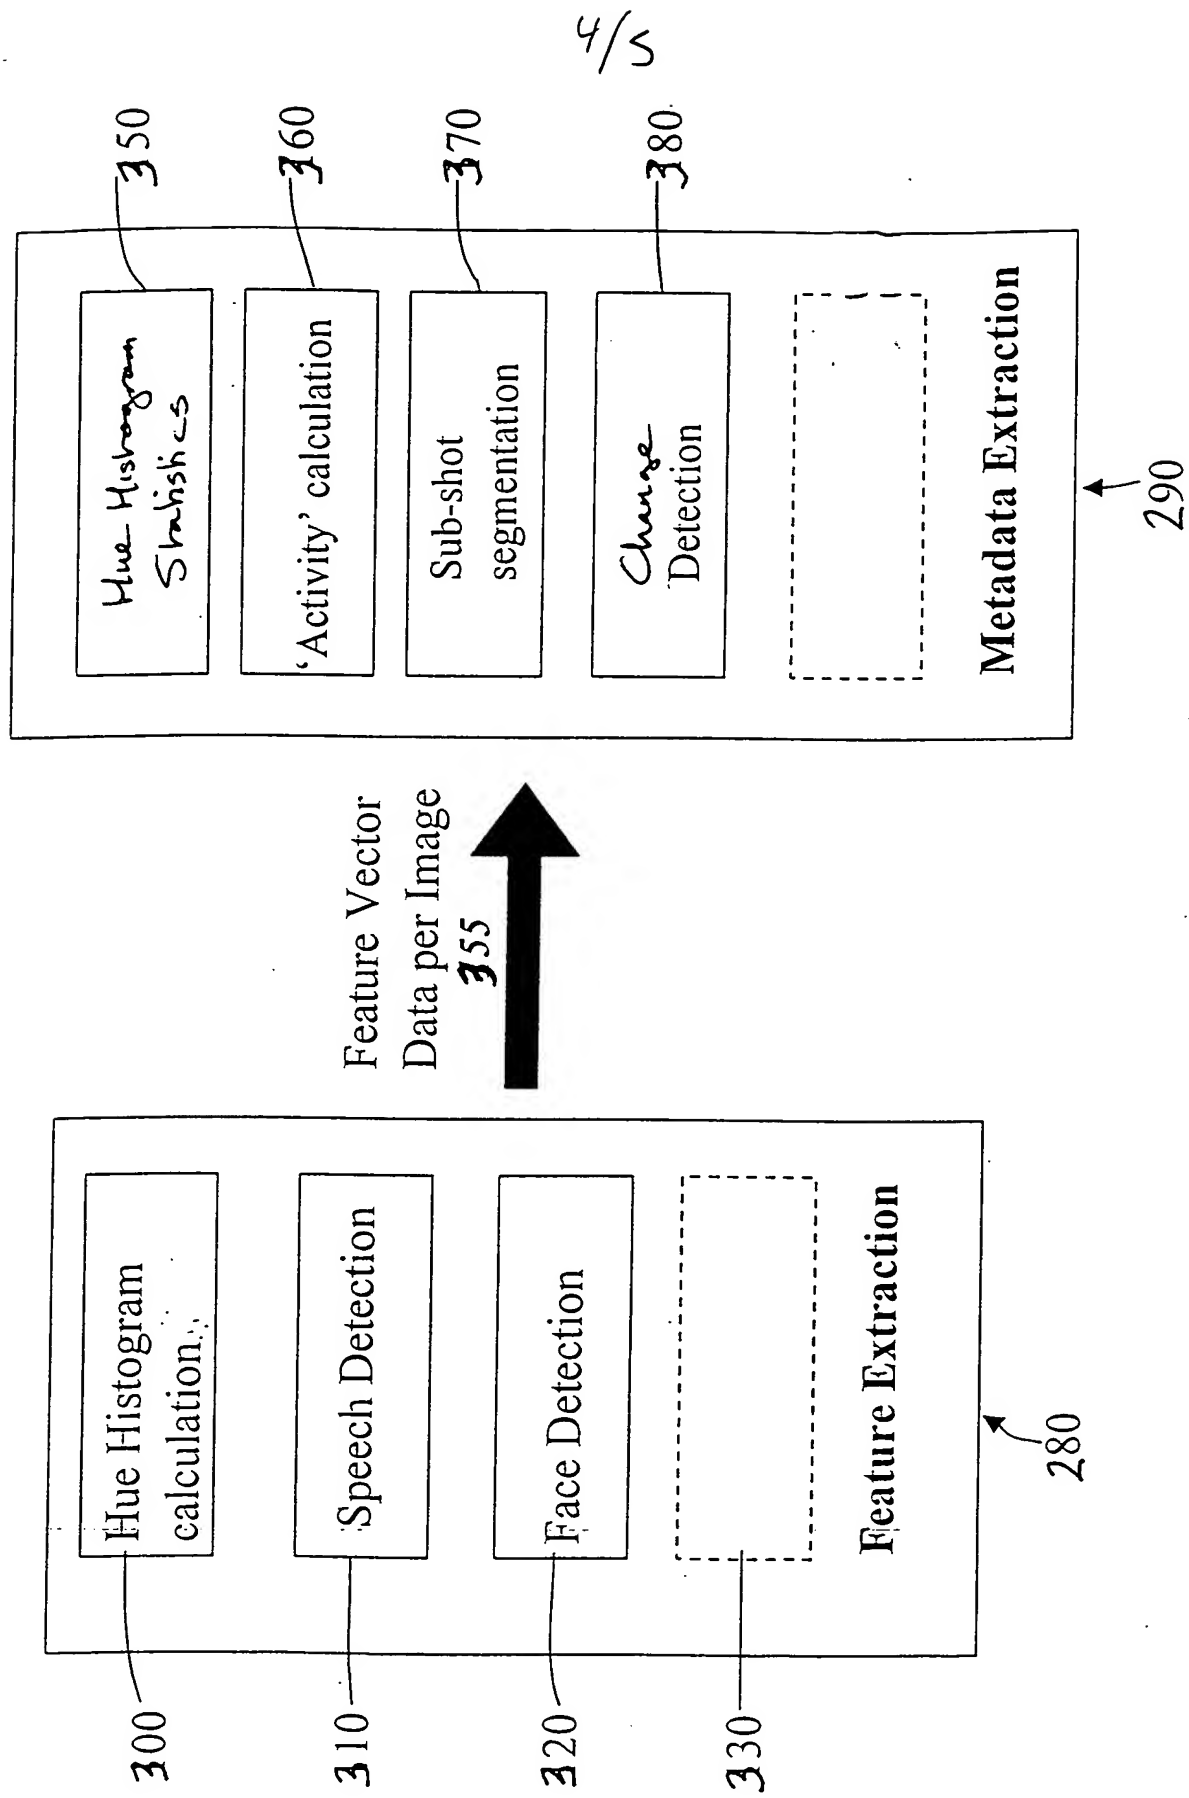 4/5
300
Hue Histogram
calculation
310
Speech Detection
320
Face Detection
330
Feature Extraction
280
Feature Vector
Data per Image
355
350
Hue Histogram
Statistics
360
‘Activity’ calculation
370
Sub-shot
segmentation
380
Change
Detection
Metadata Extraction
290